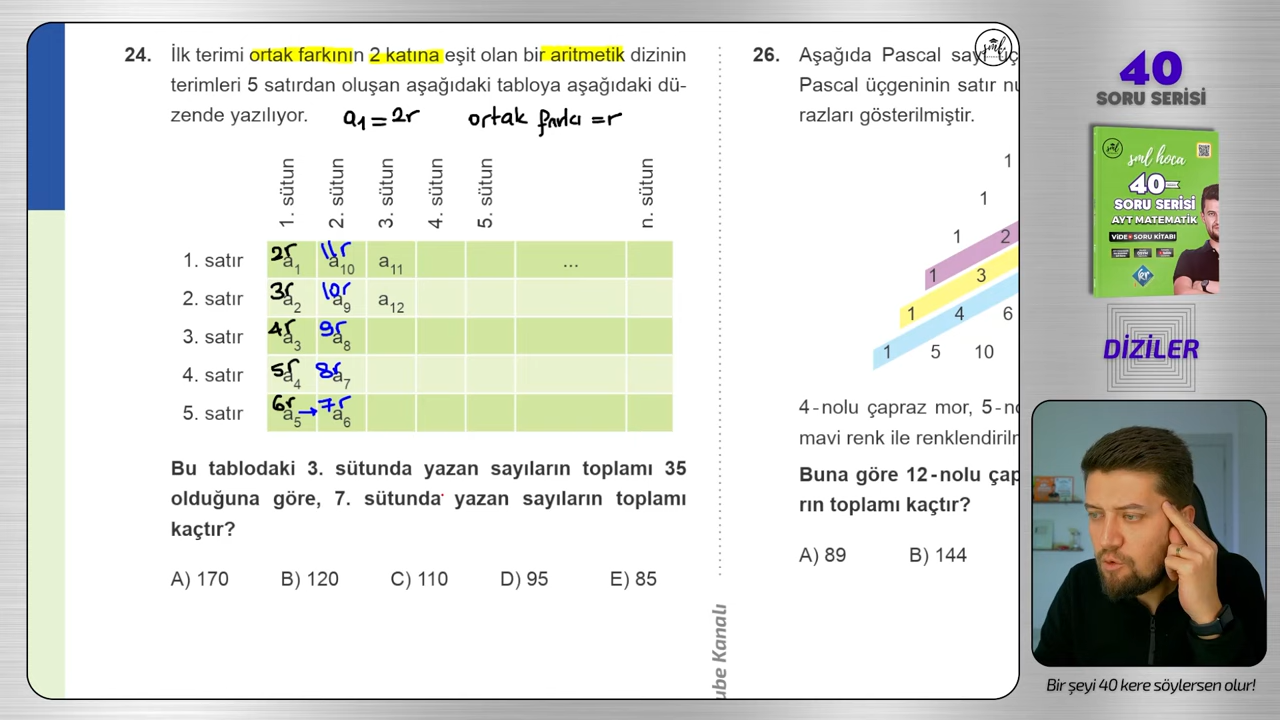 24. İlk terimi ortak farkının 2 katına eşit olan bir aritmetik dizinin
terimleri 5 satırdan oluşan aşağıdaki tabloya aşağıdaki dü-
zende yazılıyor. a₁ = 2r ortak farkı = r
1. sütun
2. sütun
3. sütun
4. sütun
5. sütun
n. sütun
1. satır 2r a₁ 11r a₁₀ a₁₁ ...
2. satır 3r a₂ 10r a₉ a₁₂
3. satır 4r a₃ 9r a₈
4. satır 5r a₄ 8r a₇
5. satır 6r a₅ → 7r a₆
Bu tablodaki 3. sütunda yazan sayıların toplamı 35
olduğuna göre, 7. sütunda yazan sayıların toplamı
kaçtır?
A) 170 B) 120 C) 110 D) 95 E) 85
ube Kanalı
26. Aşağıda Pascal sayı üç
Pascal üçgeninin satır nu
razları gösterilmiştir.
1
1
1 2
1 3
1 4 6
1 5 10
4-nolu çapraz mor, 5-no
mavi renk ile renklendirilm
Buna göre 12-nolu çap
rın toplamı kaçtır?
A) 89 B) 144
40
SORU SERİSİ
sml hoca
40
SORU SERİSİ
AYT MATEMATİK
VİDEO SORU KİTABI
DİZİLER
Bir şeyi 40 kere söylersen olur!